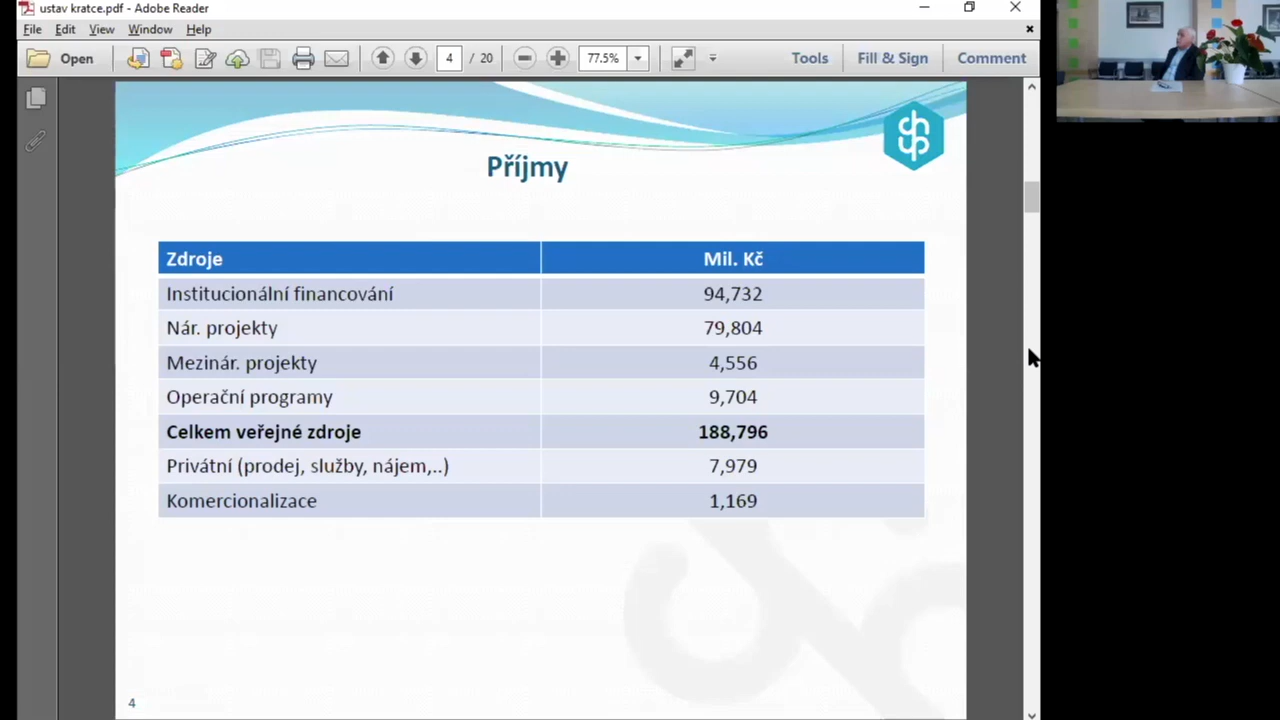 ustav kratce.pdf - Adobe Reader
File Edit View Window Help
Open 4 / 20 77.5% Tools Fill & Sign Comment
Příjmy
Zdroje Mil. Kč
Institucionální financování 94,732
Nár. projekty 79,804
Mezinár. projekty 4,556
Operační programy 9,704
Celkem veřejné zdroje 188,796
Privátní (prodej, služby, nájem,..) 7,979
Komercionalizace 1,169
4